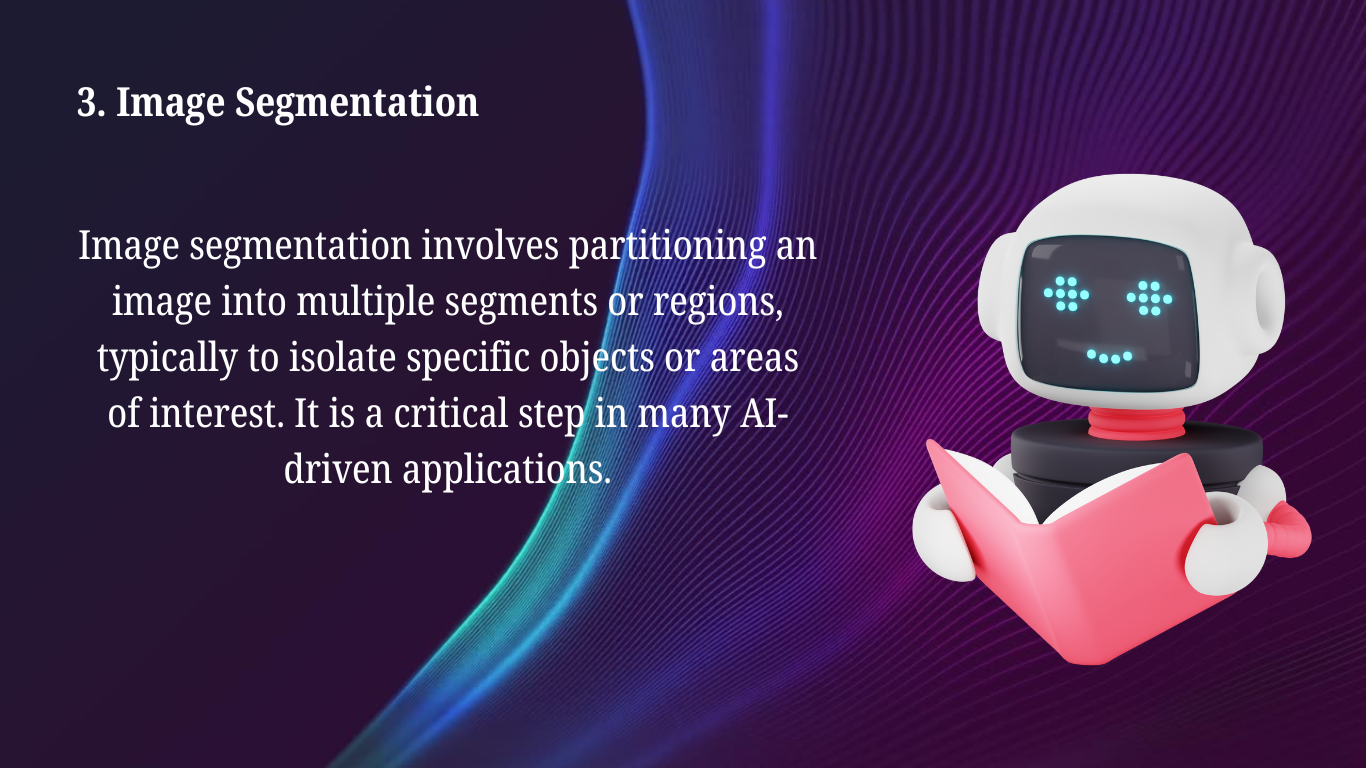 3. Image Segmentation
Image segmentation involves partitioning an
image into multiple segments or regions,
typically to isolate specific objects or areas
of interest. It is a critical step in many AI-
driven applications.